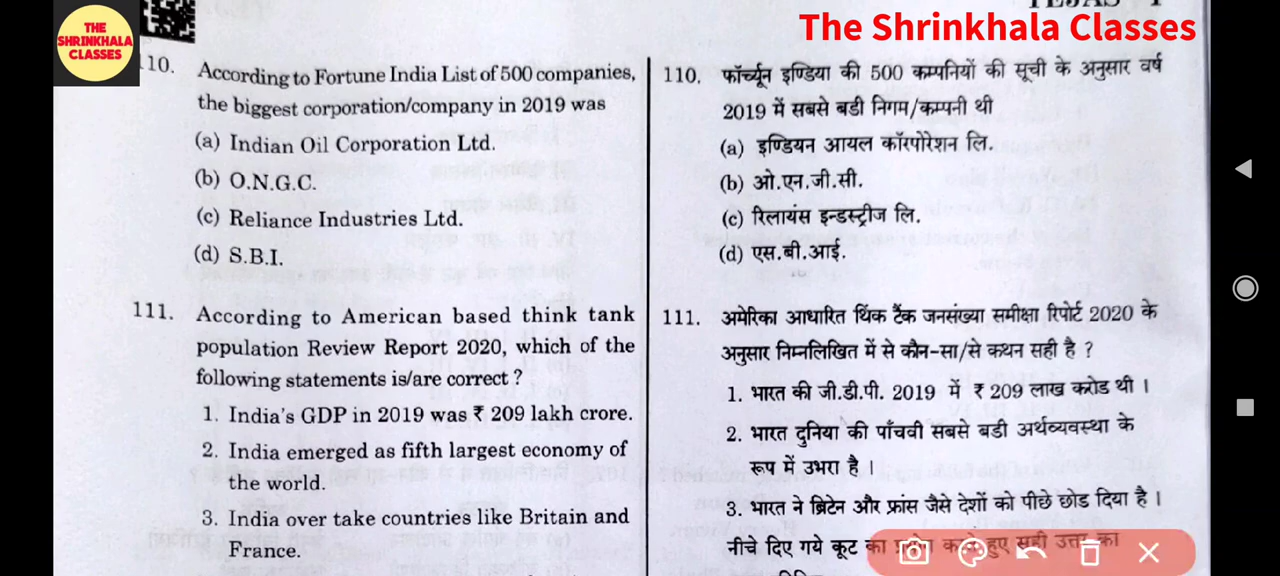 THE
SHRINKHALA
CLASSES
The Shrinkhala Classes
10. According to Fortune India List of 500 companies,
the biggest corporation/company in 2019 was
(a) Indian Oil Corporation Ltd.
(b) O.N.G.C.
(c) Reliance Industries Ltd.
(d) S.B.I.
111. According to American based think tank
population Review Report 2020, which of the
following statements is/are correct ?
1. India's GDP in 2019 was ₹ 209 lakh crore.
2. India emerged as fifth largest economy of
the world.
3. India over take countries like Britain and
France.
110. फॉर्च्यून इण्डिया की 500 कम्पनियों की सूची के अनुसार वर्ष
2019 में सबसे बडी निगम/कम्पनी थी
(a) इण्डियन आयल कॉरपोरेशन लि.
(b) ओ.एन.जी.सी.
(c) रिलायंस इन्डस्ट्रीज लि.
(d) एस.बी.आई.
111. अमेरिका आधारित थिंक टैंक जनसंख्या समीक्षा रिपोर्ट 2020 के
अनुसार निम्नलिखित में से कौन-सा/से कथन सही है ?
1. भारत की जी.डी.पी. 2019 में ₹ 209 लाख करोड थी ।
2. भारत दुनिया की पाँचवी सबसे बडी अर्थव्यवस्था के
रूप में उभरा है ।
3. भारत ने ब्रिटेन और फ्रांस जैसे देशों को पीछे छोड दिया है ।
नीचे दिए गये कूट का हुए सही उत्तर का